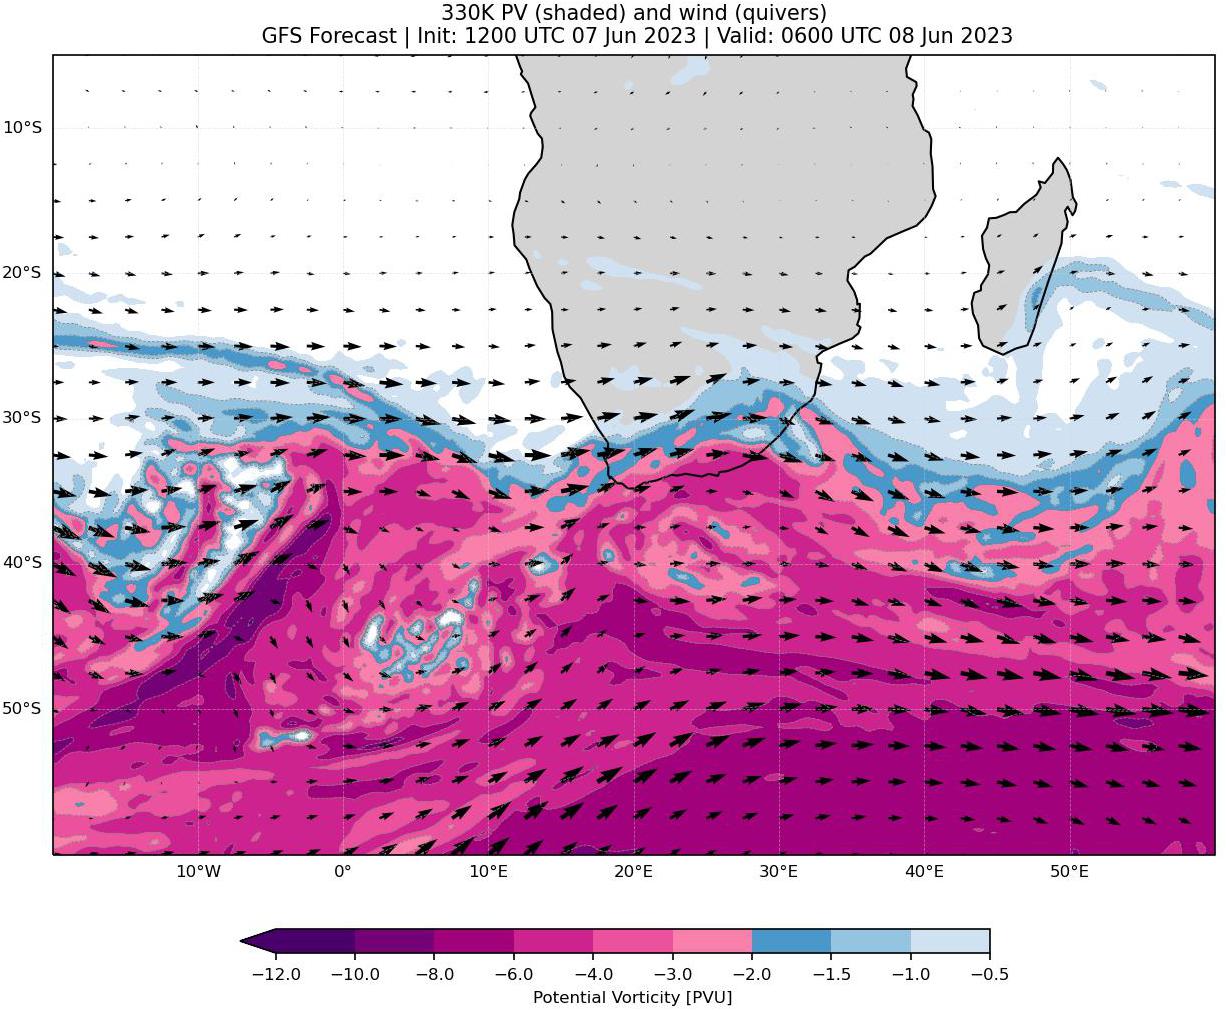 330K PV (shaded) and wind (quivers)
GFS Forecast | Init: 1200 UTC 07 Jun 2023 | Valid: 0600 UTC 08 Jun 2023
10°S
20°S
30°S
40°S
50°S
10°W 0° 10°E 20°E 30°E 40°E 50°E
−12.0 −10.0 −8.0 −6.0 −4.0 −3.0 −2.0 −1.5 −1.0 −0.5
Potential Vorticity [PVU]